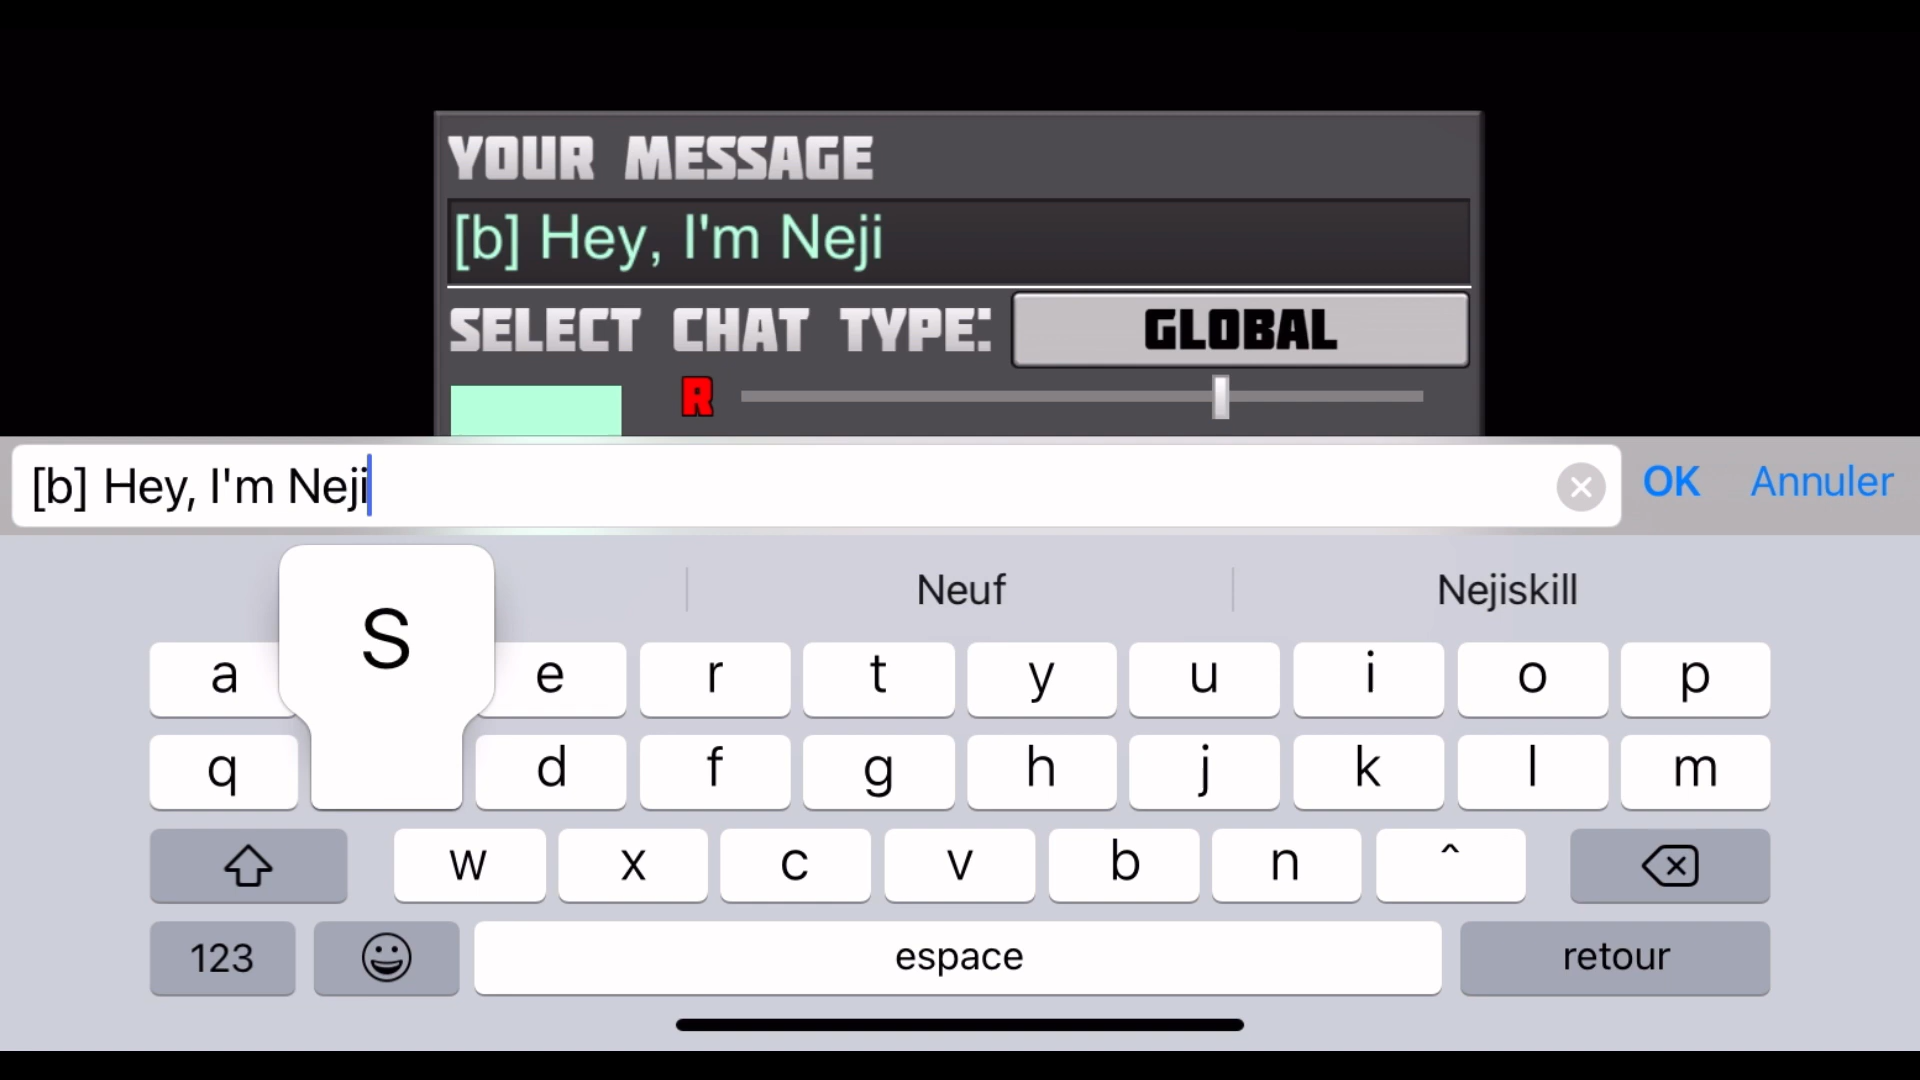 YOUR MESSAGE
[b] Hey, I'm Neji
SELECT CHAT TYPE: GLOBAL
R
[b] Hey, I'm Neji OK Annuler
Neuf Nejiskill
a e r t y u i o p
S
q d f g h j k l m
w x c v b n ^
123 espace retour